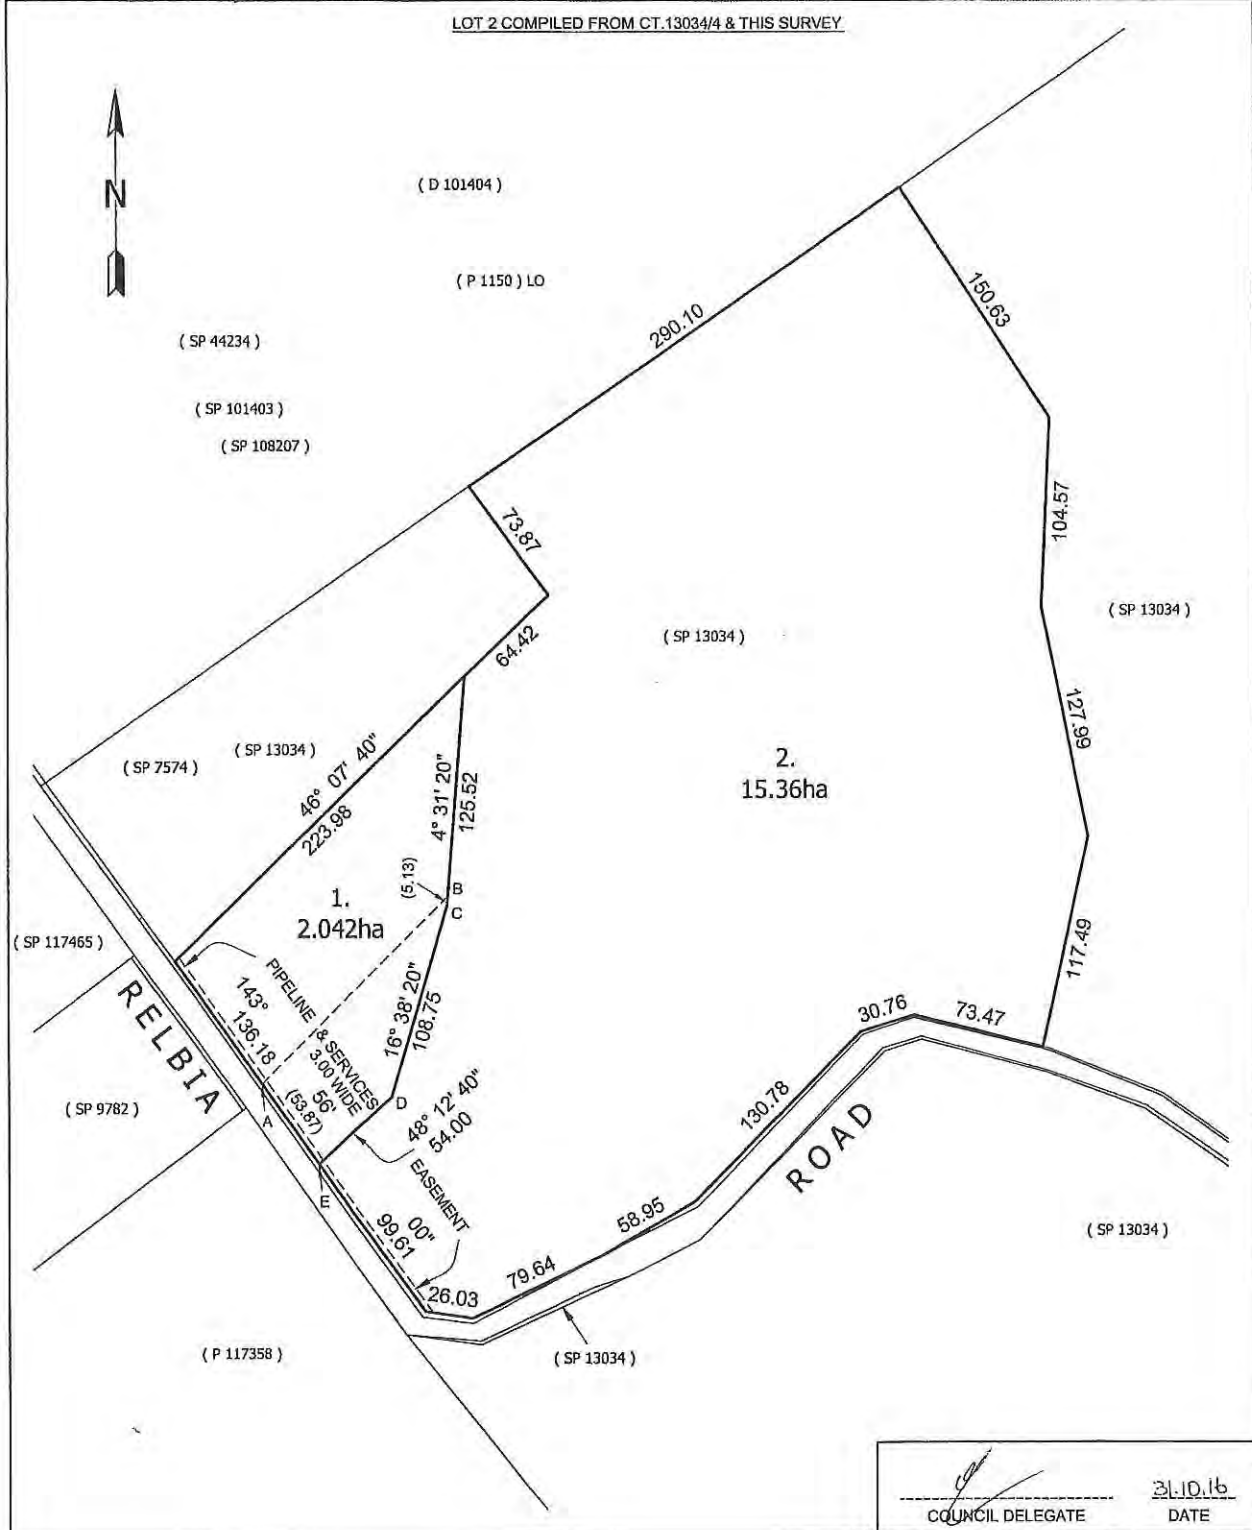 LOT 2 COMPILED FROM CT.13034/4 & THIS SURVEY
N
( D 101404 )
( P 1150 ) LO
( SP 44234 )
( SP 101403 )
( SP 108207 )
290.10
150.63
73.87
104.57
64.42
( SP 13034 )
( SP 13034 )
127.99
( SP 7574 )
( SP 13034 )
46° 07' 40"
223.98
4° 31' 20"
125.52
2.
15.36ha
(5.13)
B
C
1.
2.042ha
117.49
( SP 117465 )
RELBIA
PIPELINE & SERVICES
3.00 WIDE
EASEMENT
143° 56' 00"
136.18
(53.87)
16° 38' 20"
108.75
30.76
73.47
( SP 9782 )
A
D
48° 12' 40"
54.00
130.78
ROAD
E
99.61
58.95
79.64
26.03
( SP 13034 )
( P 117358 )
( SP 13034 )
31.10.16
COUNCIL DELEGATE
DATE